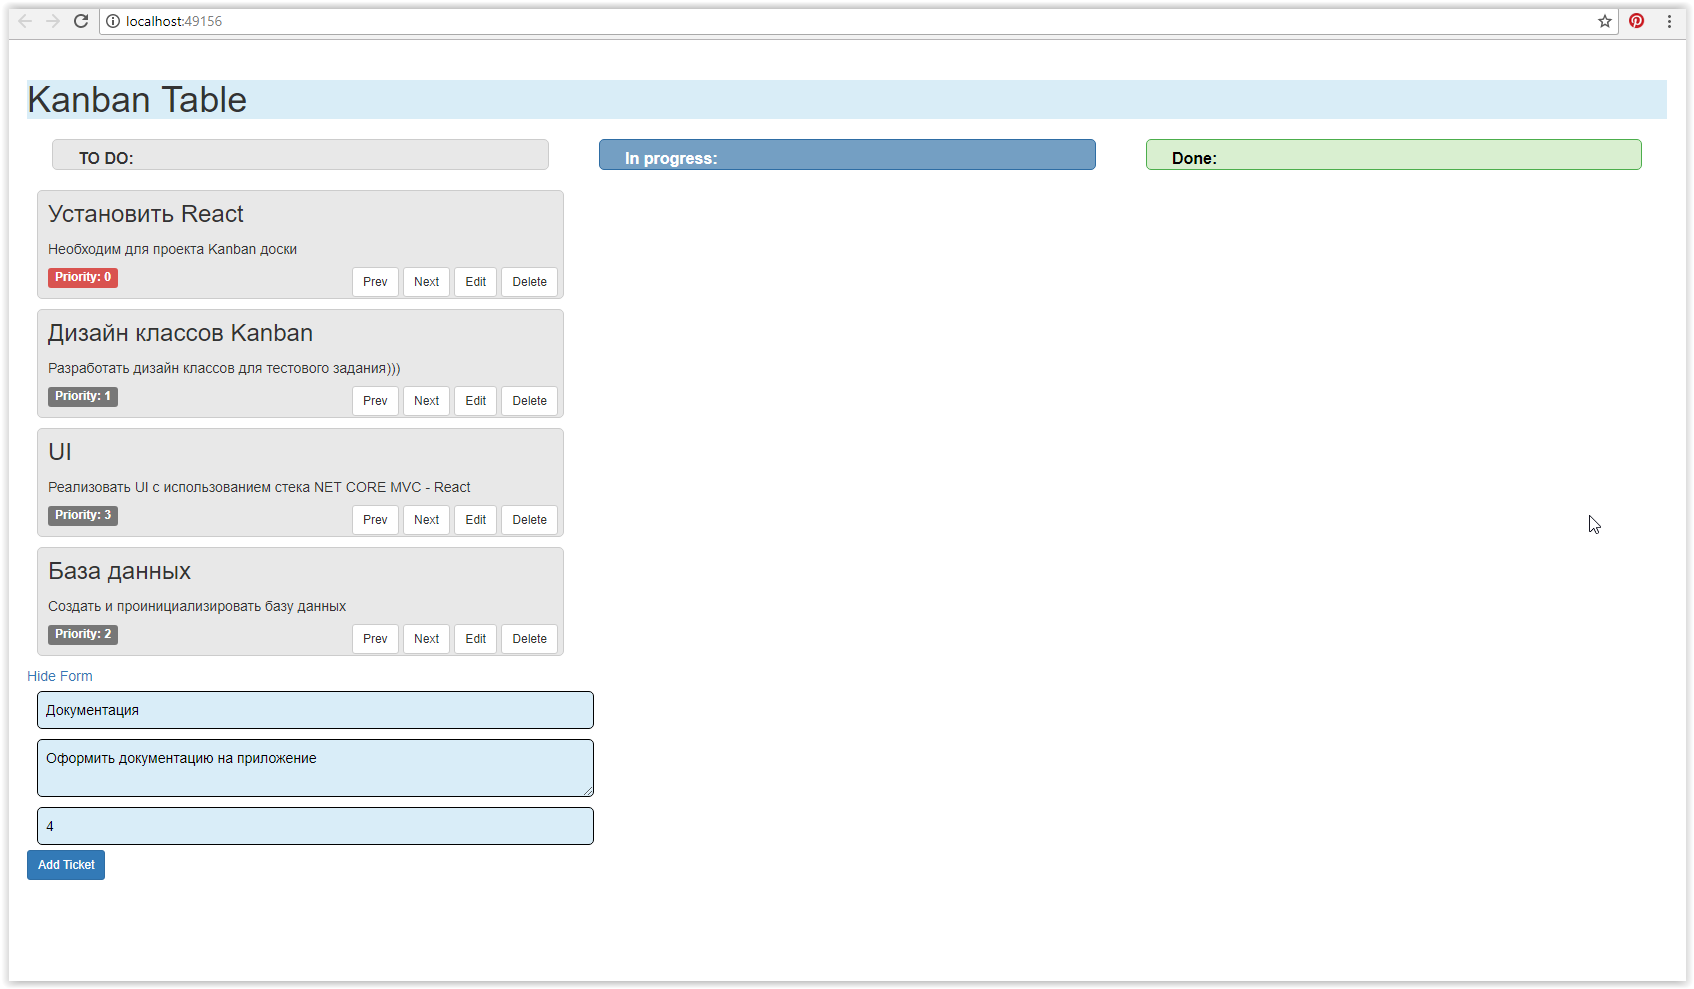 localhost:49156
Kanban Table
TO DO:
In progress:
Done:
Установить React
Необходим для проекта Kanban доски
Priority: 0 Prev Next Edit Delete
Дизайн классов Kanban
Разработать дизайн классов для тестового задания)))
Priority: 1 Prev Next Edit Delete
UI
Реализовать UI с использованием стека NET CORE MVC - React
Priority: 3 Prev Next Edit Delete
База данных
Создать и проинициализировать базу данных
Priority: 2 Prev Next Edit Delete
Hide Form
Документация
Оформить документацию на приложение
4
Add Ticket